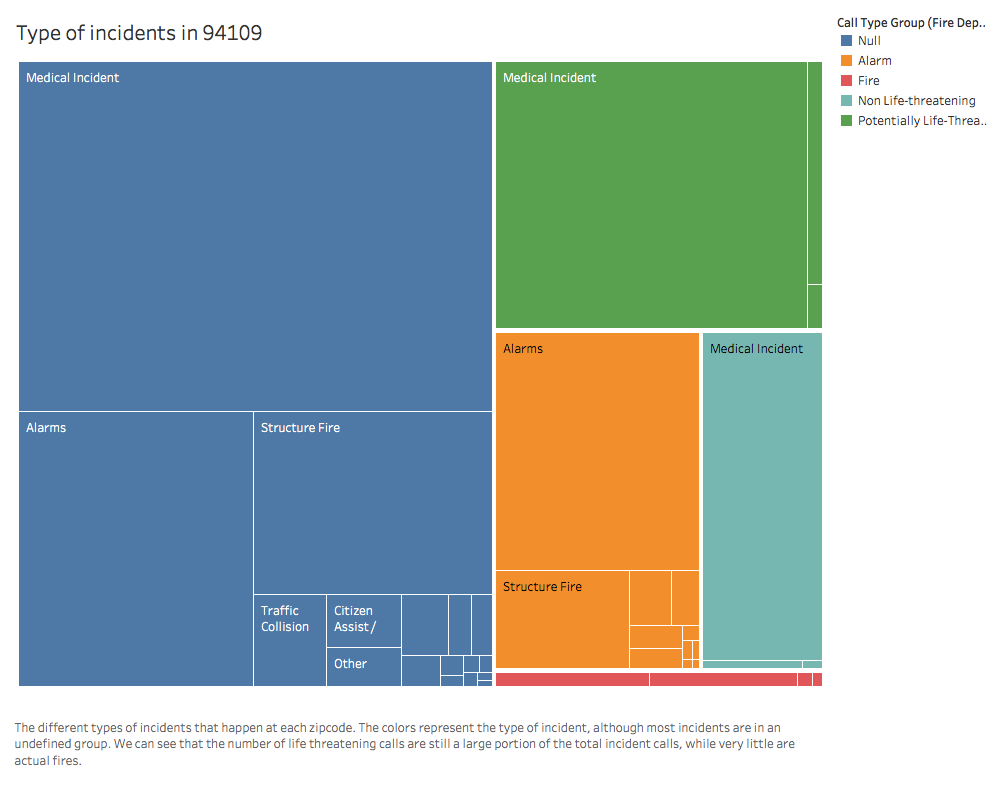 Type of incidents in 94109
Call Type Group (Fire Dep..
Null
Alarm
Fire
Non Life-threatening
Potentially Life-Threa..
Medical Incident
Medical Incident
Alarms
Medical Incident
Alarms
Structure Fire
Structure Fire
Traffic
Collision
Citizen
Assist /
Other
The different types of incidents that happen at each zipcode. The colors represent the type of incident, although most incidents are in an
undefined group. We can see that the number of life threatening calls are still a large portion of the total incident calls, while very little are
actual fires.